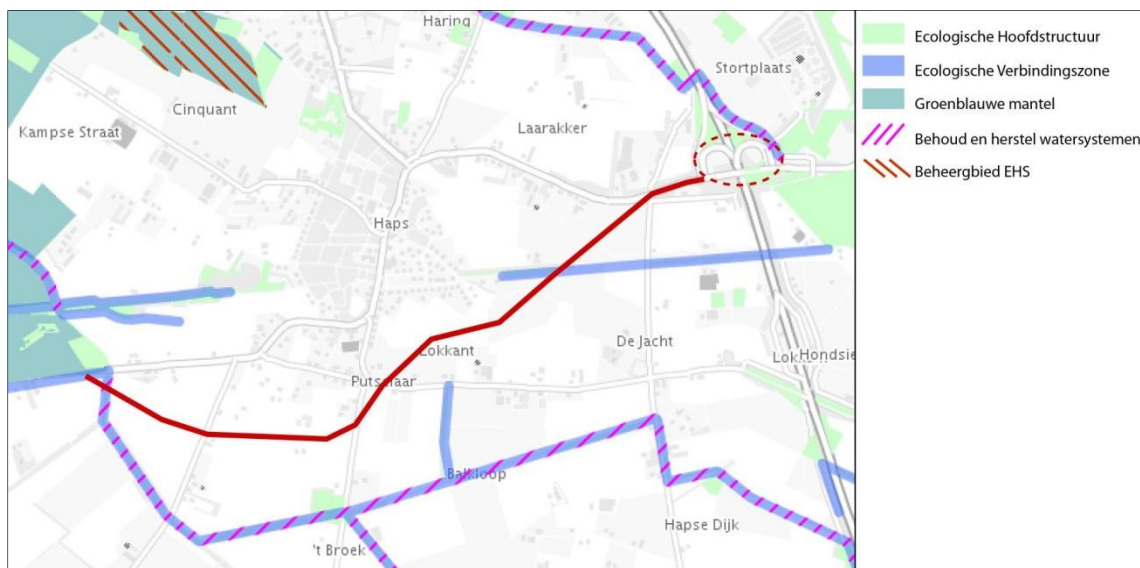 Haring
Stortplaats
Cinquant
Laarakker
Kampse Straat
Haps
De Jacht
Lokkant
Putselaar
Balkloop
Hapse Dijk
't Broek
Ecologische Hoofdstructuur
Ecologische Verbindingszone
Groenblauwe mantel
Behoud en herstel watersystemen
Beheergbied EHS